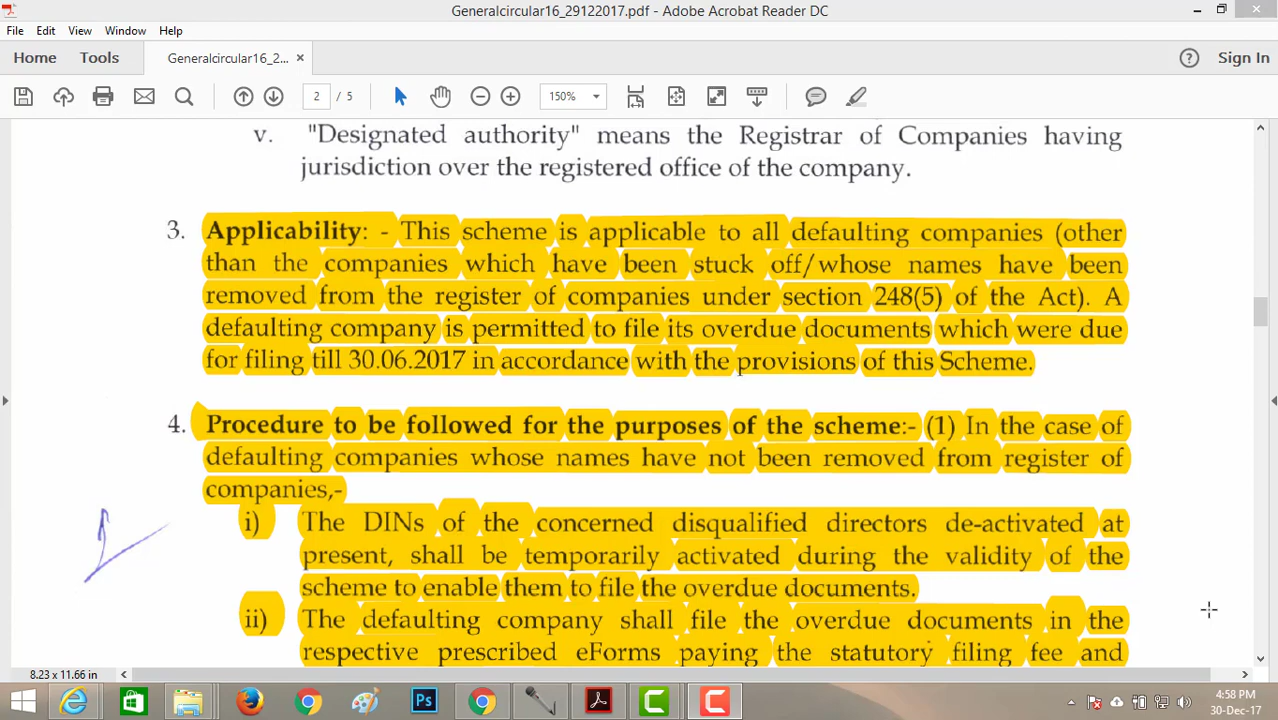 Generalcircular16_29122017.pdf - Adobe Acrobat Reader DC
File Edit View Window Help
Home Tools Generalcircular16_2... × Sign In
2 / 5 150%
v. "Designated authority" means the Registrar of Companies having
jurisdiction over the registered office of the company.
3. Applicability: - This scheme is applicable to all defaulting companies (other
than the companies which have been stuck off/whose names have been
removed from the register of companies under section 248(5) of the Act). A
defaulting company is permitted to file its overdue documents which were due
for filing till 30.06.2017 in accordance with the provisions of this Scheme.
4. Procedure to be followed for the purposes of the scheme:- (1) In the case of
defaulting companies whose names have not been removed from register of
companies,-
i) The DINs of the concerned disqualified directors de-activated at
present, shall be temporarily activated during the validity of the
scheme to enable them to file the overdue documents.
ii) The defaulting company shall file the overdue documents in the
respective prescribed eForms paying the statutory filing fee and
8.23 x 11.66 in
Ps
4:58 PM
30-Dec-17